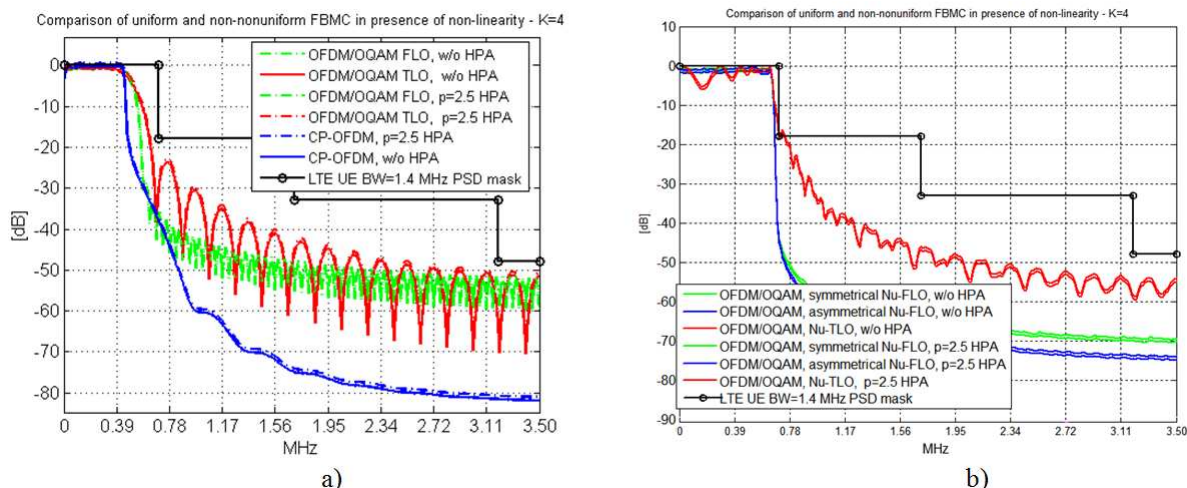 Comparison of uniform and non-nonuniform FBMC in presence of non-linearity - K=4
0
-10
-20
-30
-40
-50
-60
-70
-80
[dB]
OFDM/OQAM FLO, w/o HPA
OFDM/OQAM TLO, w/o HPA
OFDM/OQAM FLO, p=2.5 HPA
OFDM/OQAM TLO, p=2.5 HPA
CP-OFDM, p=2.5 HPA
CP-OFDM, w/o HPA
LTE UE BW=1.4 MHz PSD mask
0 0.39 0.78 1.17 1.56 1.95 2.34 2.73 3.12 3.50
MHz
a)
Comparison of uniform and non-nonuniform FBMC in presence of non-linearity - K=4
0
-10
-20
-30
-40
-50
-60
-70
-80
-90
[dB]
OFDM/OQAM, symmetrical Nu-FLO, w/o HPA
OFDM/OQAM, asymmetrical Nu-FLO, w/o HPA
OFDM/OQAM, Nu-TLO, w/o HPA
OFDM/OQAM, symmetrical Nu-FLO, p=2.5 HPA
OFDM/OQAM, asymmetrical Nu-FLO, p=2.5 HPA
OFDM/OQAM, Nu-TLO, p=2.5 HPA
LTE UE BW=1.4 MHz PSD mask
0 0.39 0.78 1.17 1.56 1.95 2.34 2.73 3.12 3.50
MHz
b)